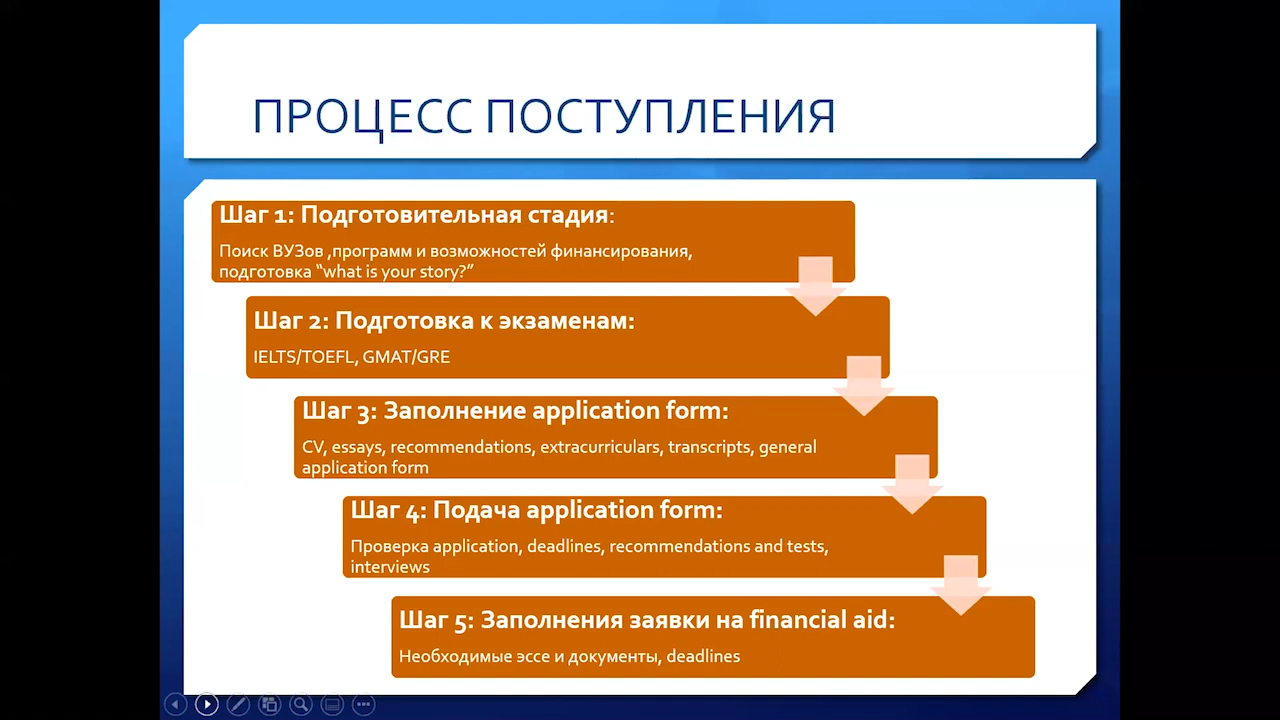 ПРОЦЕСС ПОСТУПЛЕНИЯ
Шаг 1: Подготовительная стадия:
Поиск ВУЗов ,программ и возможностей финансирования,
подготовка “what is your story?”
Шаг 2: Подготовка к экзаменам:
IELTS/TOEFL, GMAT/GRE
Шаг 3: Заполнение application form:
CV, essays, recommendations, extracurriculars, transcripts, general
application form
Шаг 4: Подача application form:
Проверка application, deadlines, recommendations and tests,
interviews
Шаг 5: Заполнения заявки на financial aid:
Необходимые эссе и документы, deadlines